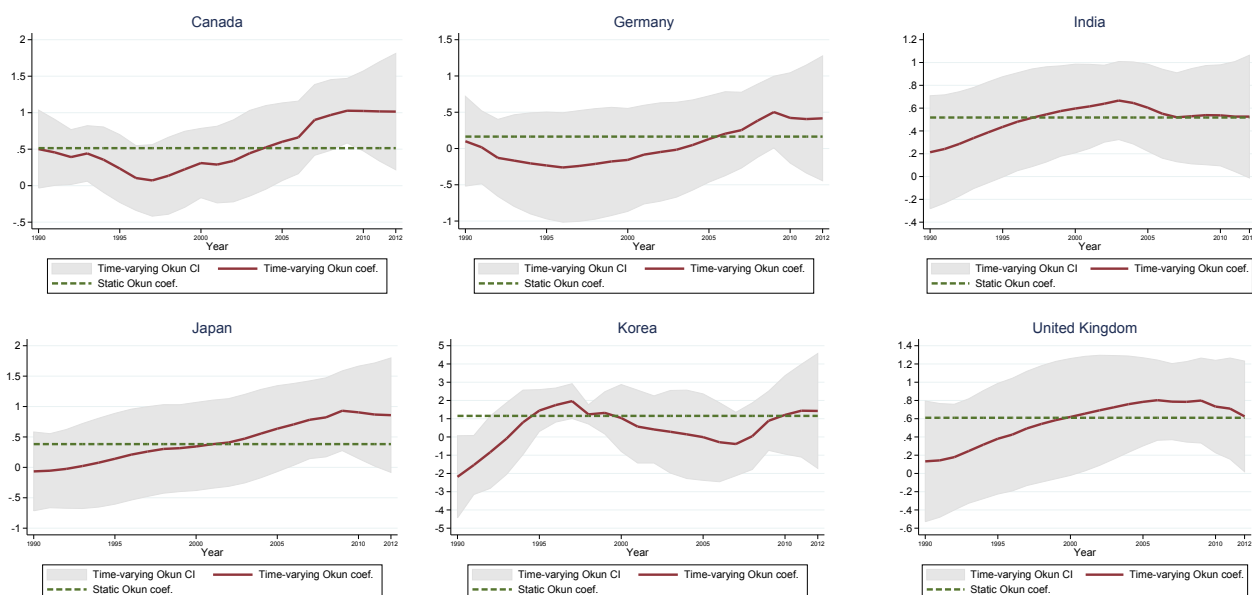 Canada
2
1.5
1
.5
0
-.5
1990 1995 2000 2005 2010 2012
Year
Time-varying Okun CI Time-varying Okun coef.
Static Okun coef.
Germany
1.5
1
.5
0
-.5
-1
1990 1995 2000 2005 2010 2012
Year
Time-varying Okun CI Time-varying Okun coef.
Static Okun coef.
India
1.2
1
.8
.6
.4
.2
0
-.2
-.4
1990 1995 2000 2005 2010
Year
Time-varying Okun CI Time-varying Okun coef.
Static Okun coef.
Japan
2
1.5
1
.5
0
-.5
-1
1990 1995 2000 2005 2010 2012
Year
Time-varying Okun CI Time-varying Okun coef.
Static Okun coef.
Korea
5
4
3
2
1
0
-1
-2
-3
-4
-5
1990 1995 2000 2005 2010 2012
Year
Time-varying Okun CI Time-varying Okun coef.
Static Okun coef.
United Kingdom
1.4
1.2
1
.8
.6
.4
.2
0
-.2
-.4
-.6
1990 1995 2000 2005 2010 2012
Year
Time-varying Okun CI Time-varying Okun coef.
Static Okun coef.